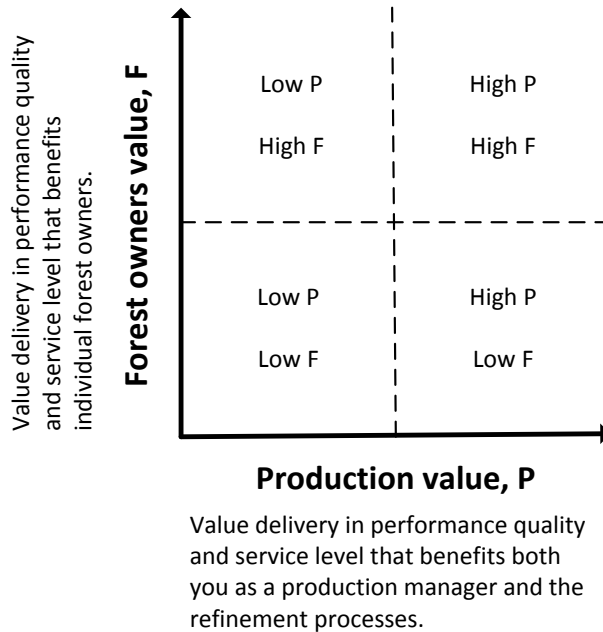 Value delivery in performance quality
and service level that benefits
individual forest owners.
Forest owners value, F
Low P
High F
High P
High F
Low P
Low F
High P
Low F
Production value, P
Value delivery in performance quality
and service level that benefits both
you as a production manager and the
refinement processes.